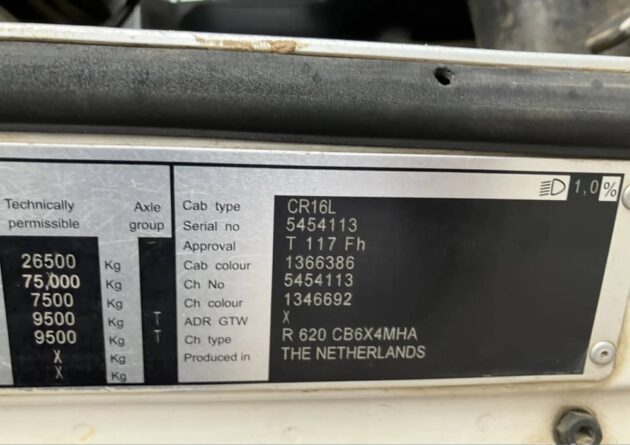 1,0%
Technically permissible
Axle group
26500 Kg
75,000 Kg
7500 Kg
9500 Kg T
9500 Kg T
X Kg
X Kg
Cab type CR16L
Serial no 5454113
Approval T 117 Fh
Cab colour 1366386
Ch No 5454113
Ch colour 1346692
ADR GTW X
Ch type R 620 CB6X4MHA
Produced in THE NETHERLANDS